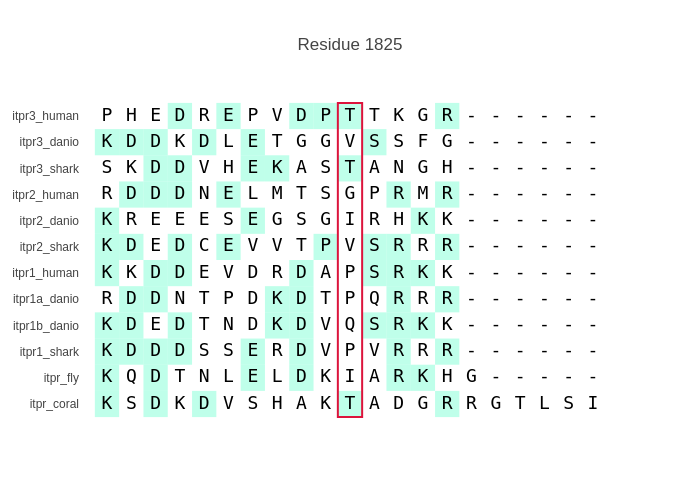 Residue 1825
itpr3_human P H E D R E P V D P T T K G R - - - - - -
itpr3_danio K D D K D L E T G G V S S F G - - - - - -
itpr3_shark S K D D V H E K A S T A N G H - - - - - -
itpr2_human R D D D N E L M T S G P R M R - - - - - -
itpr2_danio K R E E E S E G S G I R H K K - - - - - -
itpr2_shark K D E D C E V V T P V S R R R - - - - - -
itpr1_human K K D D E V D R D A P S R K K - - - - - -
itpr1a_danio R D D N T P D K D T P Q R R R - - - - - -
itpr1b_danio K D E D T N D K D V Q S R K K - - - - - -
itpr1_shark K D D D S S E R D V P V R R R - - - - - -
itpr_fly K Q D T N L E L D K I A R K H G - - - - -
itpr_coral K S D K D V S H A K T A D G R R G T L S I